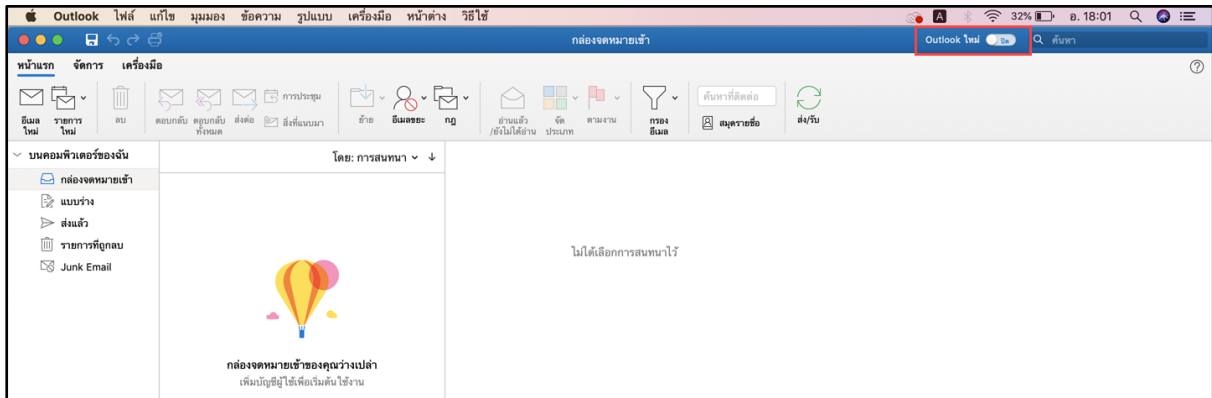 Outlook ไฟล์ แก้ไข มุมมอง ข้อความ รูปแบบ เครื่องมือ หน้าต่าง วิธีใช้ A 32% อ. 18:01
กล่องจดหมายเข้า Outlook ใหม่ ปิด ค้นหา
หน้าแรก จัดการ เครื่องมือ
อีเมลใหม่
รายการใหม่
ลบ
ตอบกลับ
ตอบกลับทั้งหมด
ส่งต่อ
การประชุม
สิ่งที่แนบมา
ย้าย
อีเมลขยะ
กฎ
อ่านแล้ว
/ยังไม่ได้อ่าน
จัด
ประเภท
ตามงาน
กรอง
อีเมล
ค้นหาที่ติดต่อ
สมุดรายชื่อ
ส่ง/รับ
บนคอมพิวเตอร์ของฉัน
กล่องจดหมายเข้า
แบบร่าง
ส่งแล้ว
รายการที่ถูกลบ
Junk Email
โดย: การสนทนา
กล่องจดหมายเข้าของคุณว่างเปล่า
เพิ่มบัญชีผู้ใช้เพื่อเริ่มต้นใช้งาน
ไม่ได้เลือกการสนทนาไว้